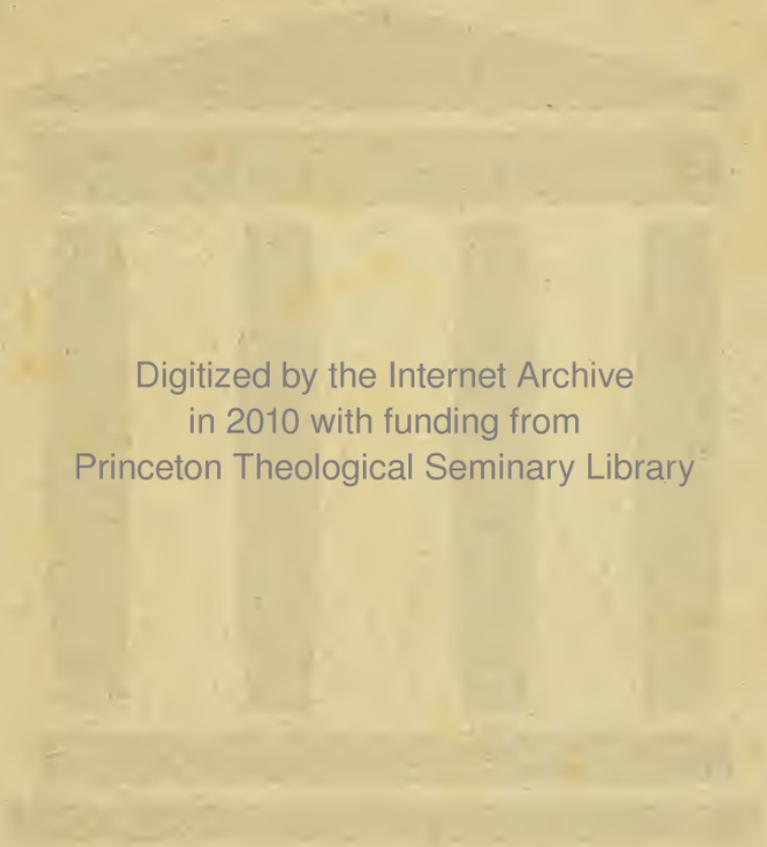 Digitized by the Internet Archive
in 2010 with funding from
Princeton Theological Seminary Library